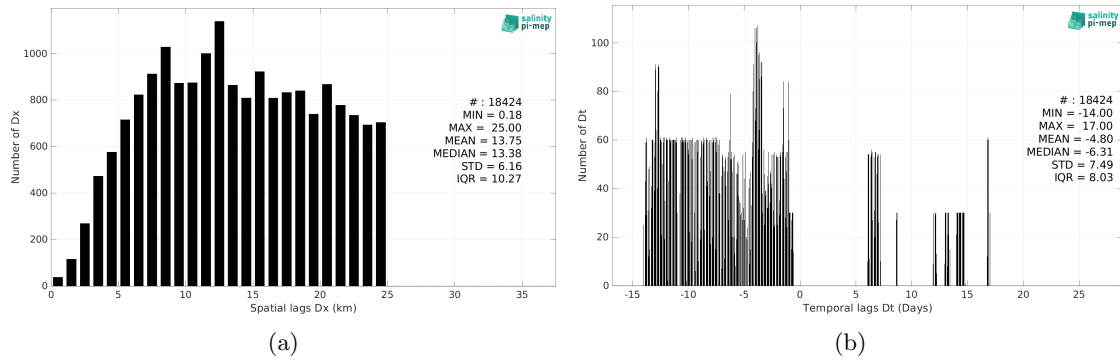 salinity
pi-mep
1000
800
600
400
200
0
Number of Dx
# : 18424
MIN = 0.18
MAX = 25.00
MEAN = 13.75
MEDIAN = 13.38
STD = 6.16
IQR = 10.27
0 5 10 15 20 25 30 35
Spatial lags Dx (km)
(a)
salinity
pi-mep
100
80
60
40
20
0
Number of Dt
# : 18424
MIN = -14.00
MAX = 17.00
MEAN = -4.80
MEDIAN = -6.31
STD = 7.49
IQR = 8.03
-15 -10 -5 0 5 10 15 20 25
Temporal lags Dt (Days)
(b)